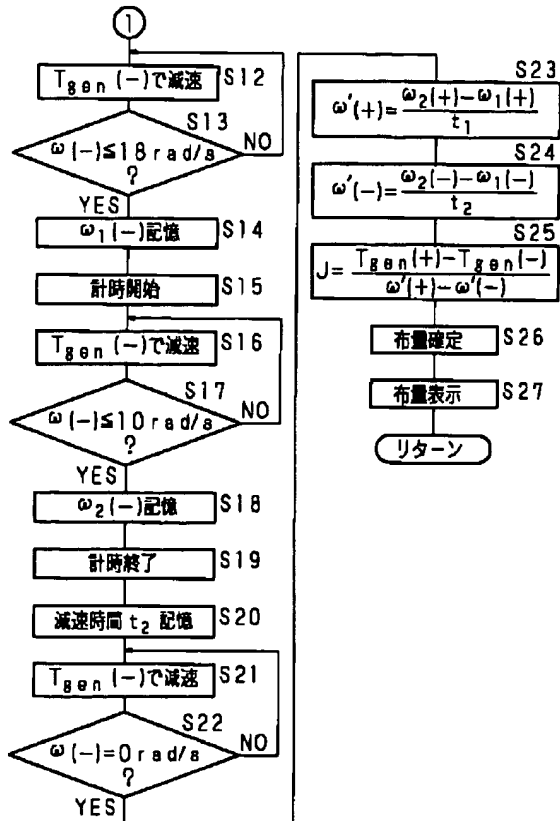 1
Tgen(−)で減速 S12
S13
ω(−)≦18rad/s NO
?
YES
ω1(−)記憶 S14
計時開始 S15
Tgen(−)で減速 S16
S17
ω(−)≦10rad/s NO
?
YES
ω2(−)記憶 S18
計時終了 S19
減速時間 t2 記憶 S20
Tgen(−)で減速 S21
S22
ω(−)=0rad/s NO
?
YES
S23
ω'(+)=ω2(+)−ω1(+)
t1
S24
ω'(−)=ω2(−)−ω1(−)
t2
S25
J=Tgen(+)−Tgen(−)
ω'(+)−ω'(−)
布量確定 S26
布量表示 S27
リターン